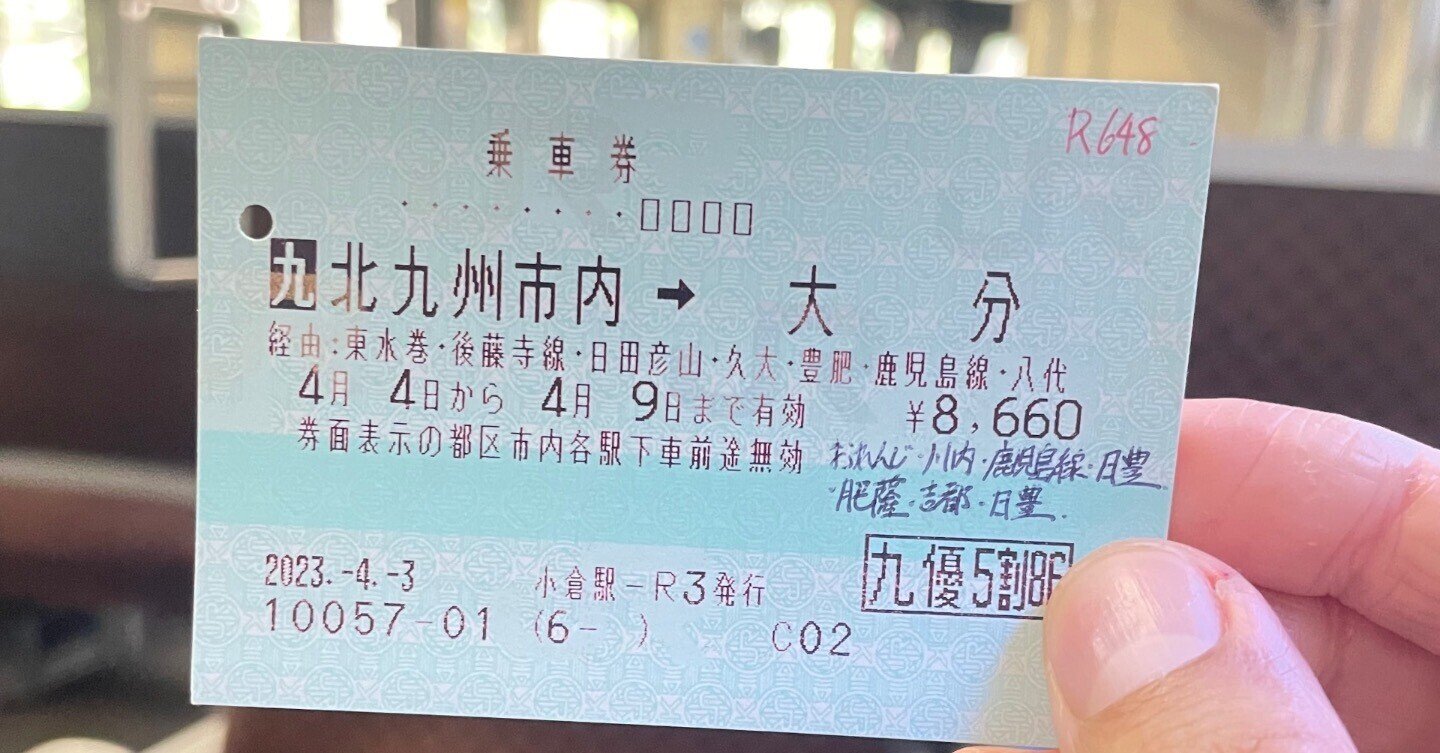 R648
乗車券
········□□□□
九 北九州市内 → 大分
経由:東水巻・後藤寺線・日田彦山・久大・豊肥・鹿児島線・八代
4月 4日から 4月 9日まで有効 ¥8,660
券面表示の都区市内各駅下車前途無効
おれんじ・川内・鹿児島線・日豊
肥薩・吉都・日豊
2023.-4.-3 小倉駅-R3発行
九優5割86
10057-01 (6- ) C02